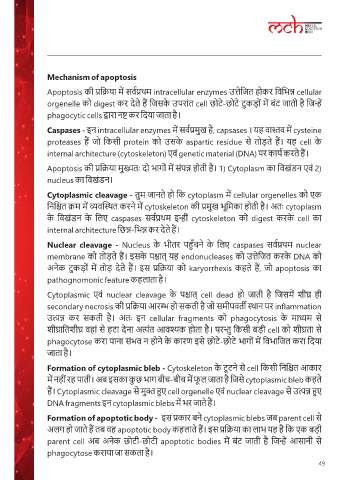 mch
Mechanism of apoptosis
Apoptosis की प्रक्रिया में सर्वप्रथम intracellular enzymes उत्तेजित होकर विभिन्न cellular
orgenelle को digest कर देते हैं जिसके उपरांत cell छोटे-छोटे टुकड़ों में बंट जाती है जिन्हें
phagocytic cells द्वारा नष्ट कर दिया जाता है।
Caspases - इन intracellular enzymes में सर्वप्रमुख है, capsases । यह वास्तव में cysteine
proteases हैं जो किसी protein को उसके aspartic residue से तोड़ते हैं। यह cell के
internal architecture (cytoskeleton) एवं genetic material (DNA) पर कार्य करते हैं।
Apoptosis की प्रक्रिया मुख्यतः दो भागों में संपन्न होती है। 1) Cytoplasm का विखंडन एवं 2)
nucleus का विखंडन।
Cytoplasmic cleavage - तुम जानते हो कि cytoplasm में cellular organelles को एक
निश्चित क्रम में व्यवस्थित करने में cytoskeleton की प्रमुख भूमिका होती है। अतः cytoplasm
के विखंडन के लिए caspases सर्वप्रथम इन्हीं cytoskeleton को digest करके cell का
internal architecture छिन्न-भिन्न कर देते हैं।
Nuclear cleavage - Nucleus के भीतर पहुँचने के लिए caspases सर्वप्रथम nuclear
membrane को तोड़ते हैं। इसके पश्चात् यह endonucleases को उत्तेजित करके DNA को
अनेक टुकड़ों में तोड़ देते हैं। इस प्रक्रिया को karyorrhexis कहते हैं, जो apoptosis का
pathognomonic feature कहलाता है।
Cytoplasmic एवं nuclear cleavage के पश्चात् cell dead हो जाती है जिसमें शीघ्र ही
secondary necrosis की प्रक्रिया आरम्भ हो सकती है जो समीपवर्ती स्थान पर inflammation
उत्पन्न कर सकती है। अतः इन cellular fragments को phagocytosis के माध्यम से
शीघ्रातिशीघ्र वहां से हटा देना अत्यंत आवश्यक होता है। परन्तु किसी बड़ी cell को शीघ्रता से
phagocytose करा पाना संभव न होने के कारण इसे छोटे-छोटे भागों में विभाजित करा दिया
जाता है।
Formation of cytoplasmic bleb - Cytoskeleton के टूटने से cell किसी निश्चित आकार
में नहीं रह पाती। अब इसका कुछ भाग बीच-बीच में फूल जाता है जिसे cytoplasmic bleb कहते
हैं। Cytoplasmic cleavage से मुक्त हुए cell orgenelle एवं nuclear cleavage से उत्पन्न हुए
DNA fragments इन cytoplasmic blebs में भर जाते हैं।
Formation of apoptotic body - इस प्रकार बने cytoplasmic blebs जब parent cell से
अलग हो जाते हैं तब वह apoptotic body कहलाते हैं। इस प्रक्रिया का लाभ यह है कि एक बड़ी
parent cell अब अनेक छोटी-छोटी apoptotic bodies में बंट जाती है जिन्हें आसानी से
phagocytose कराया जा सकता है।
49